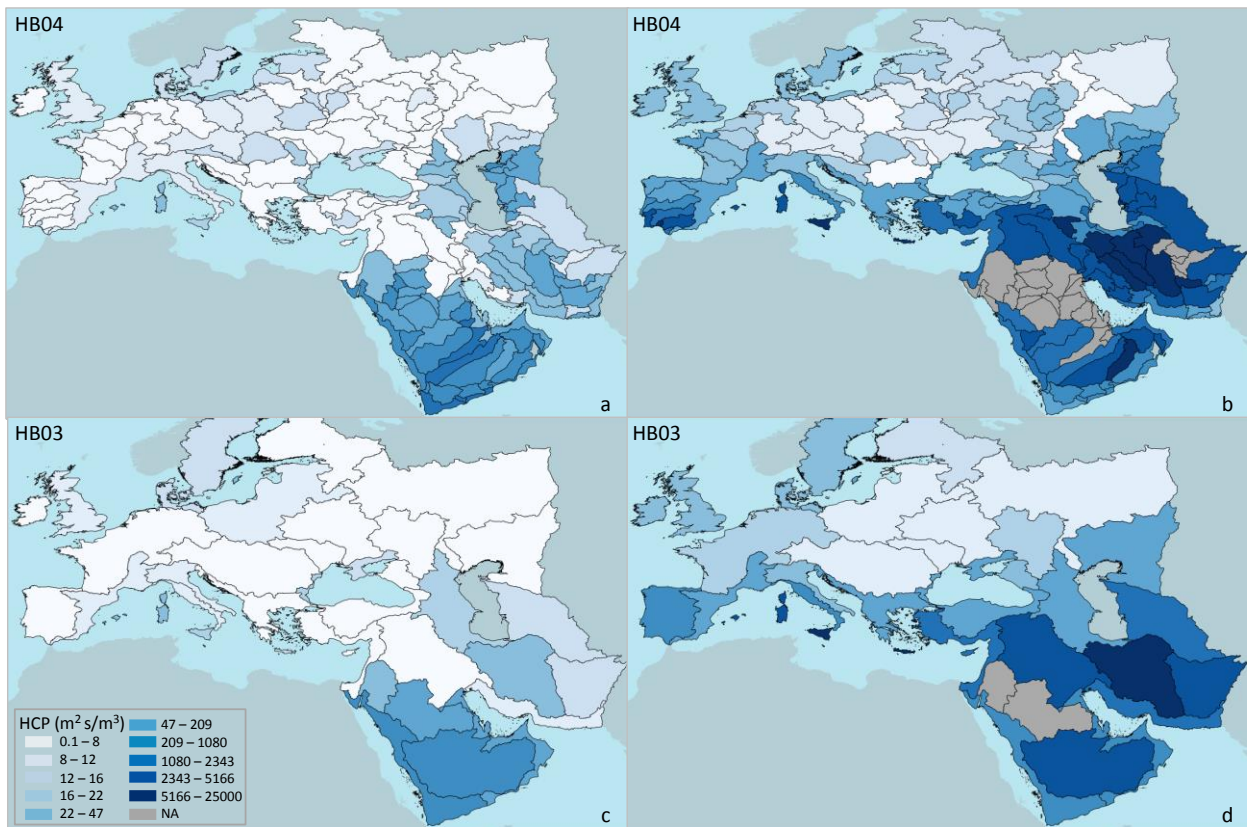 HB04
HB04
a
b
HB03
HB03
HCP (m² s/m³)
0.1 – 8
8 – 12
12 – 16
16 – 22
22 – 47
47 – 209
209 – 1080
1080 – 2343
2343 – 5166
5166 – 25000
NA
c
d